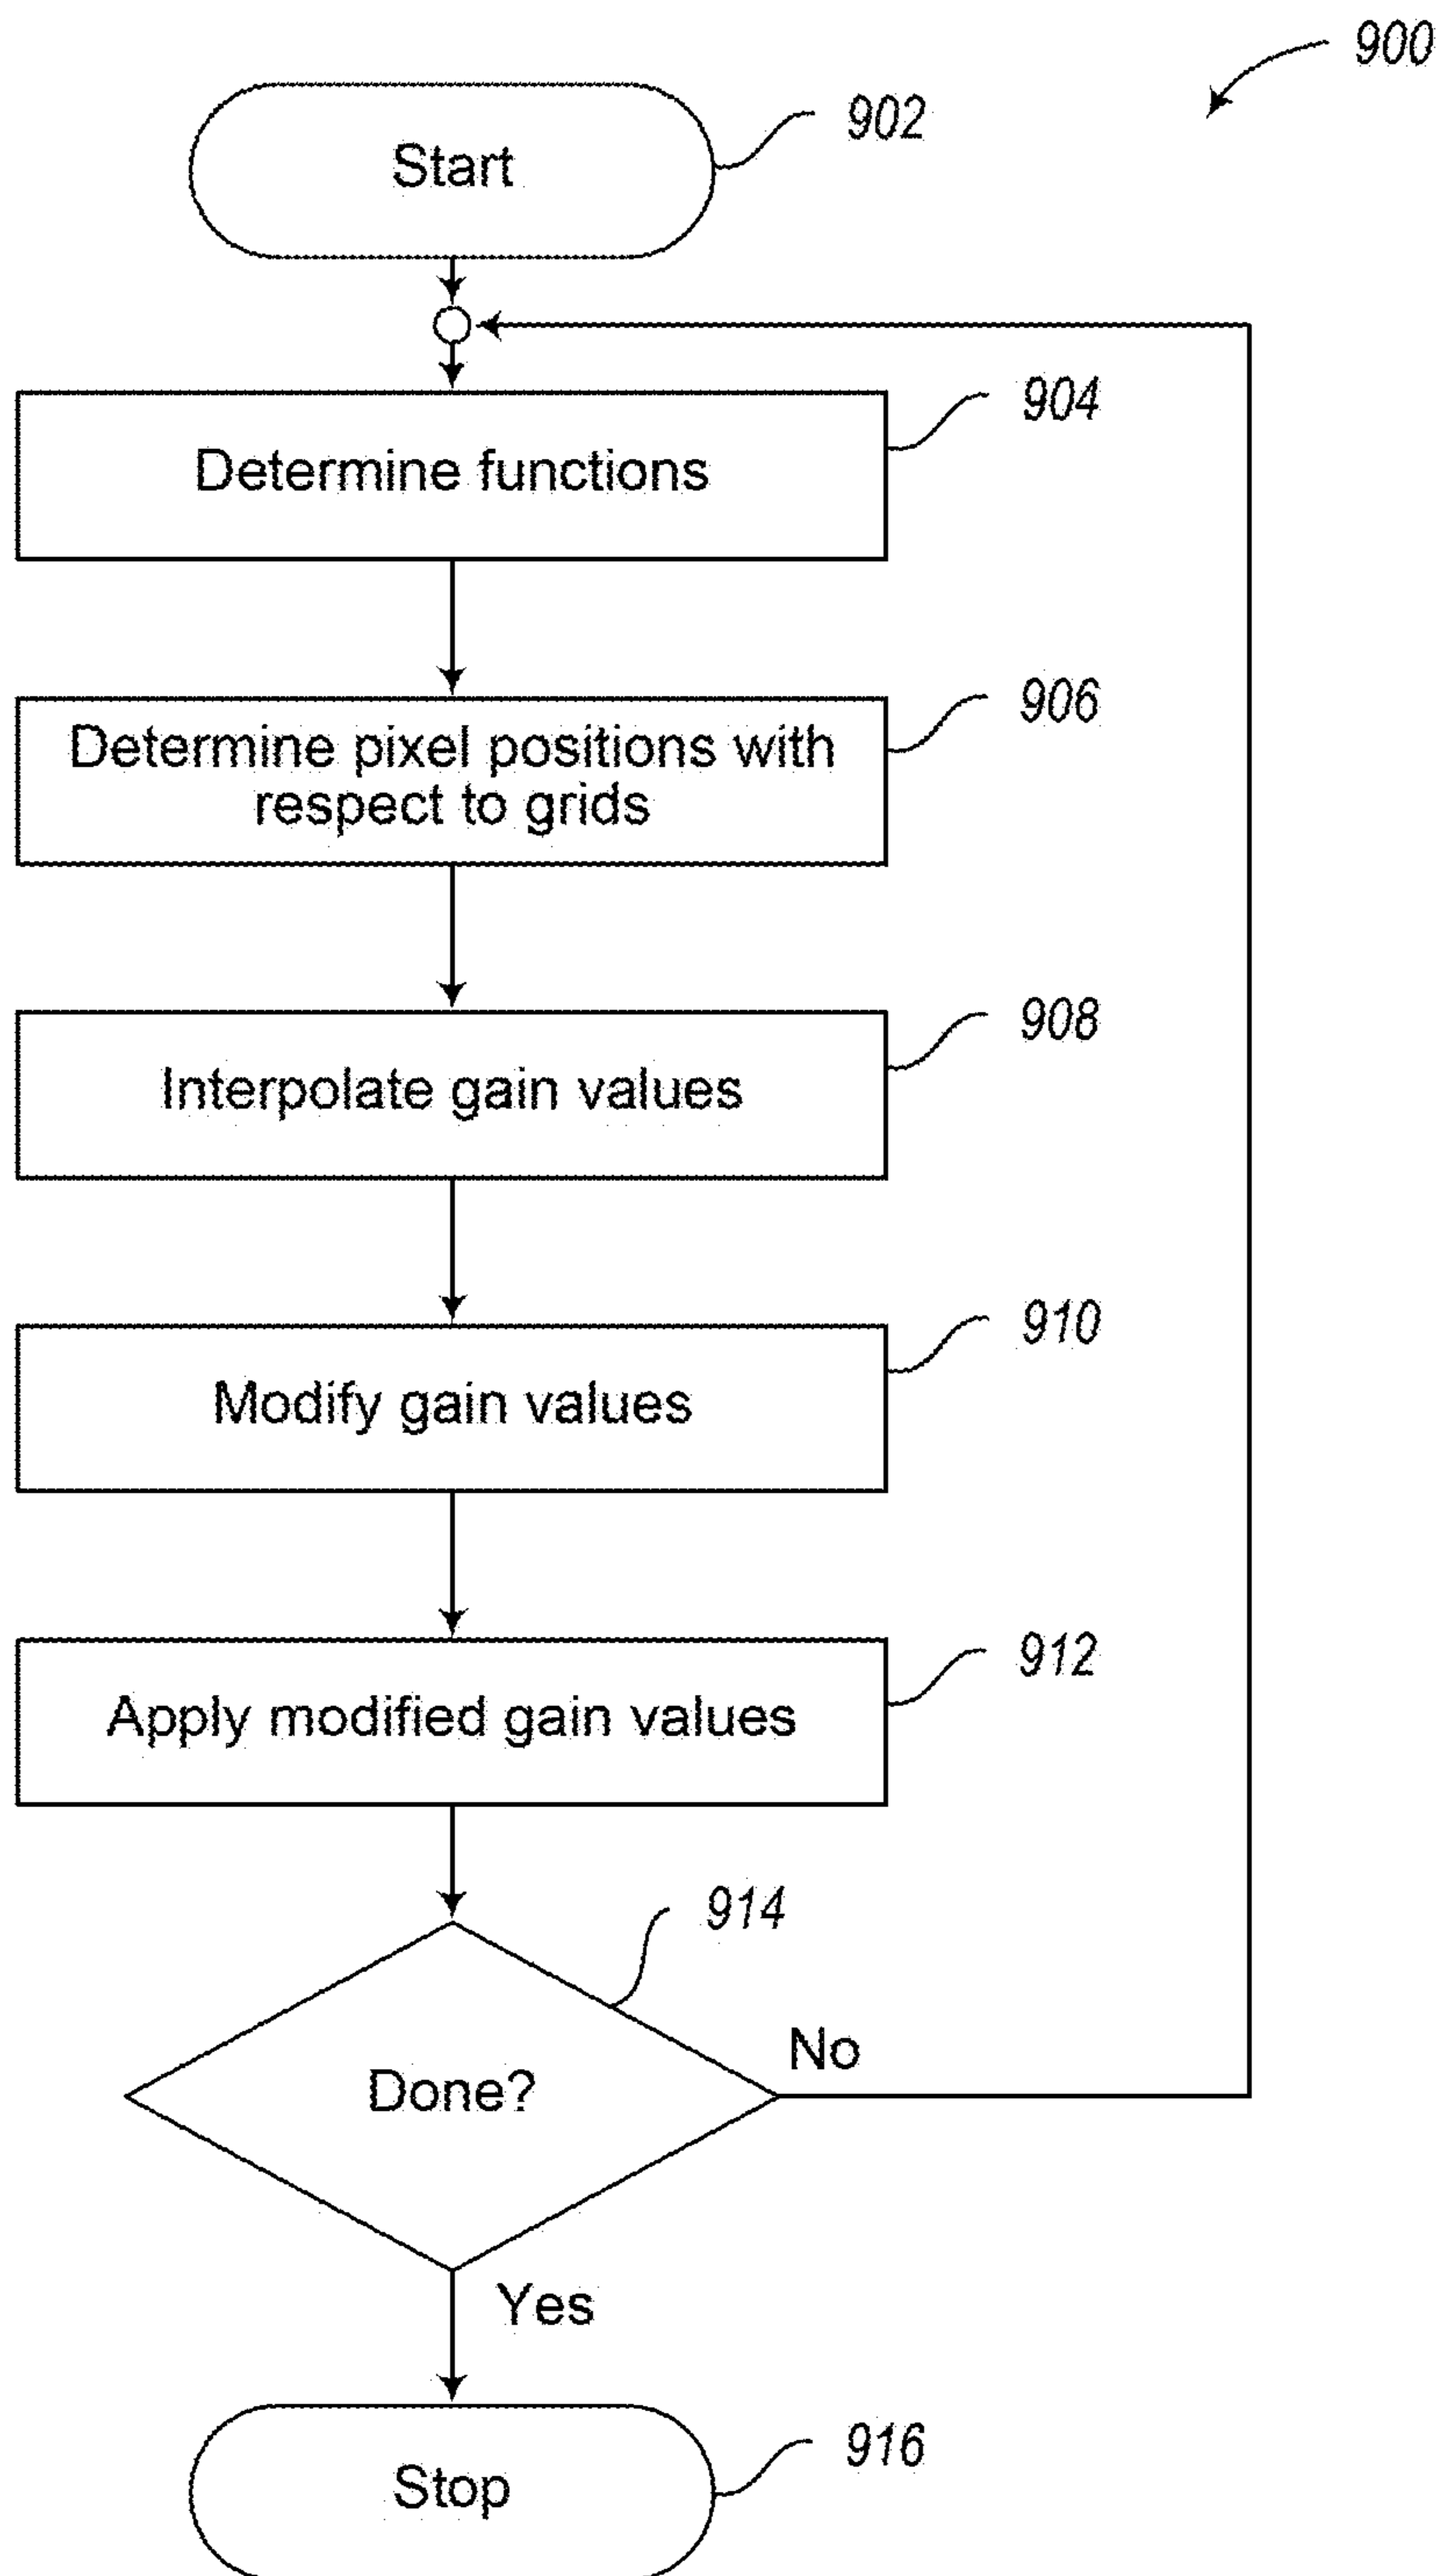 900
902
Start
904
Determine functions
906
Determine pixel positions with
respect to grids
908
Interpolate gain values
910
Modify gain values
912
Apply modified gain values
914
Done?
No
Yes
916
Stop